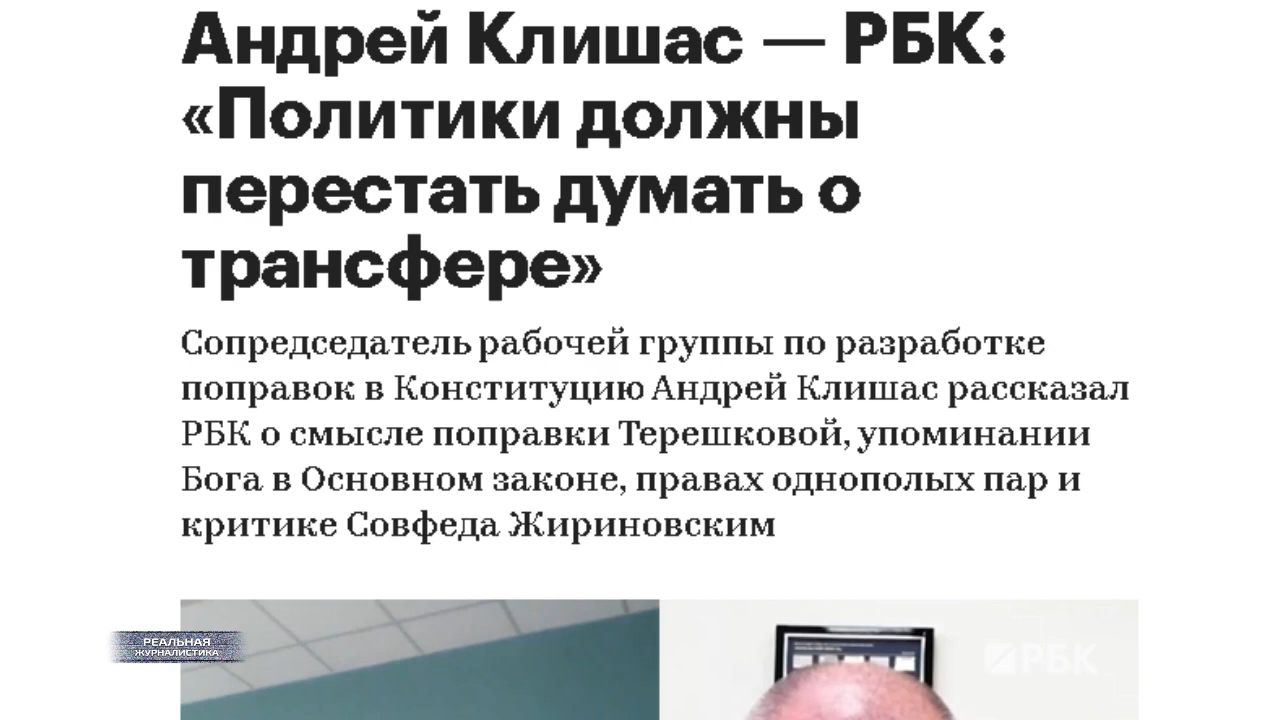 Андрей Клишас — РБК:
«Политики должны
перестать думать о
трансфере»
Сопредседатель рабочей группы по разработке
поправок в Конституцию Андрей Клишас рассказал
РБК о смысле поправки Терешковой, упоминании
Бога в Основном законе, правах однополых пар и
критике Совфеда Жириновским
РЕАЛЬНАЯ
ЖУРНАЛИСТИКА
РБК